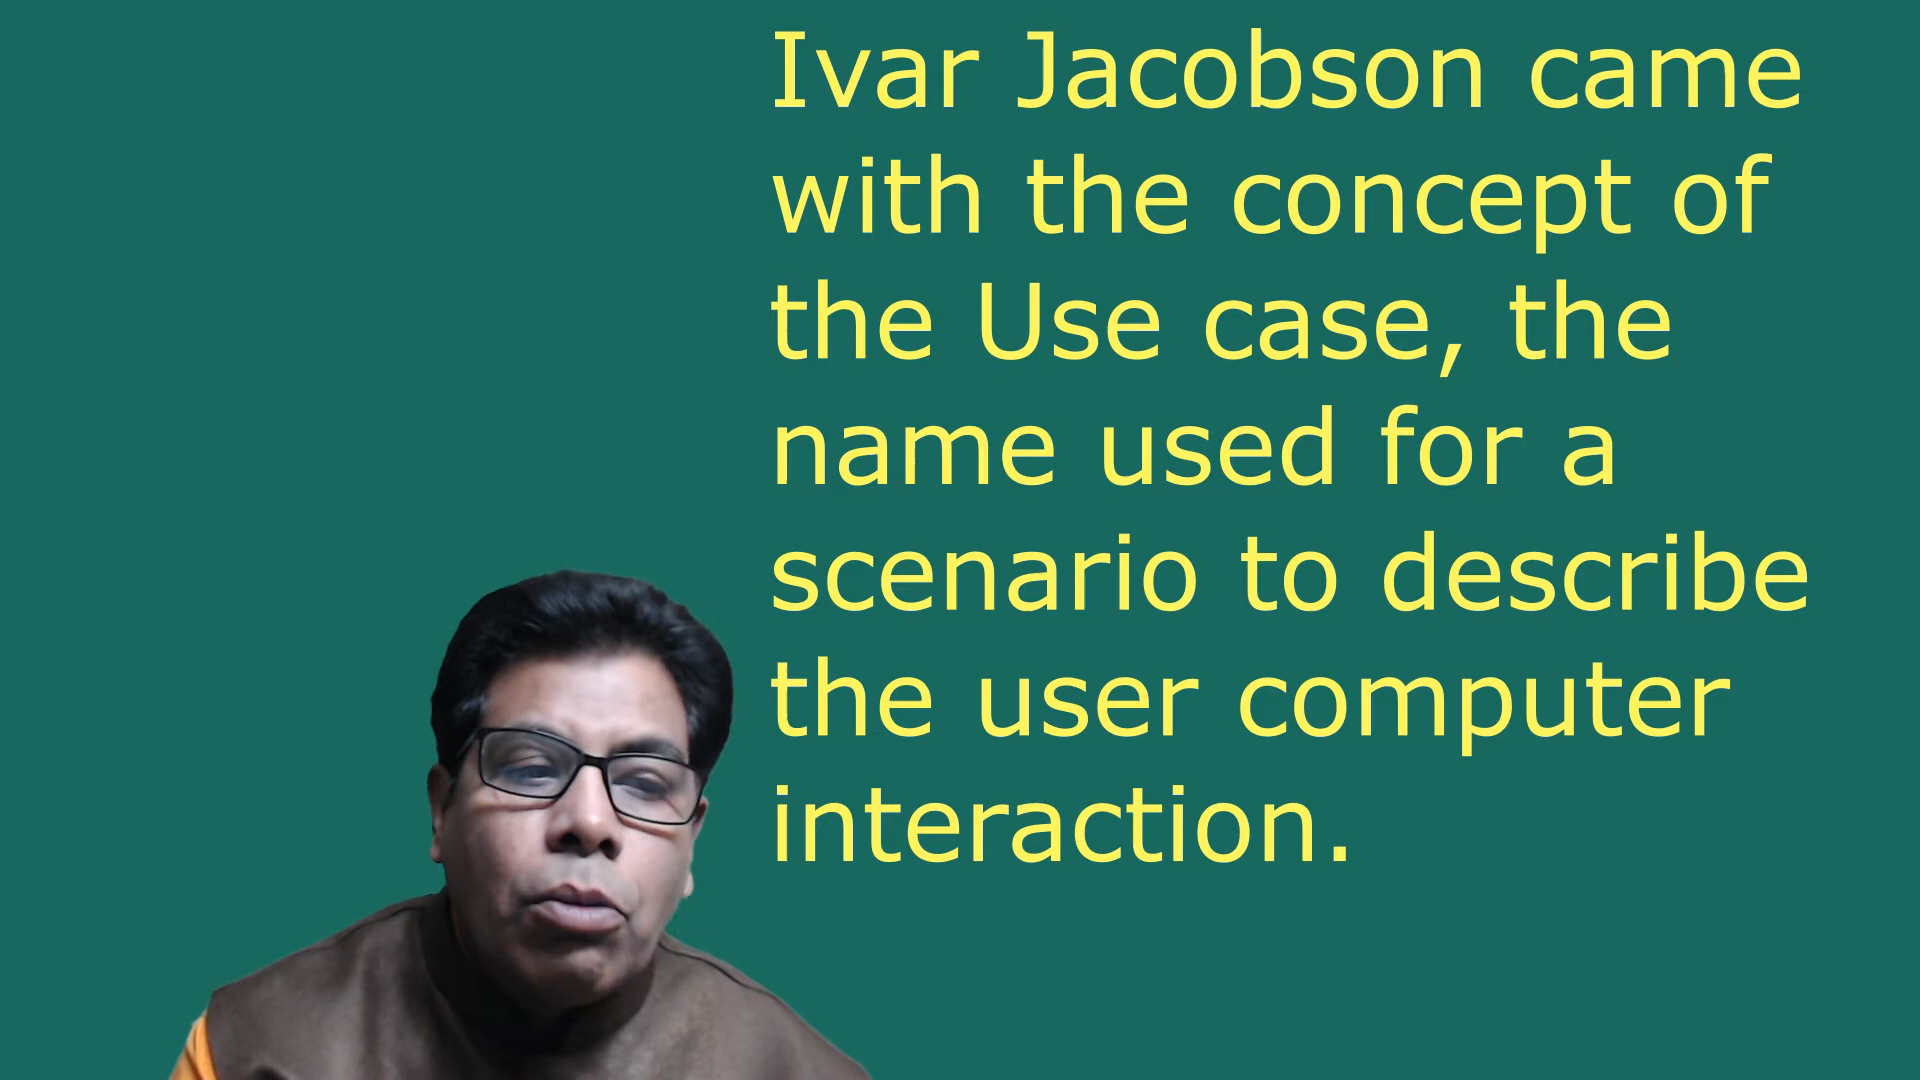 Ivar Jacobson came
with the concept of
the Use case, the
name used for a
scenario to describe
the user computer
interaction.